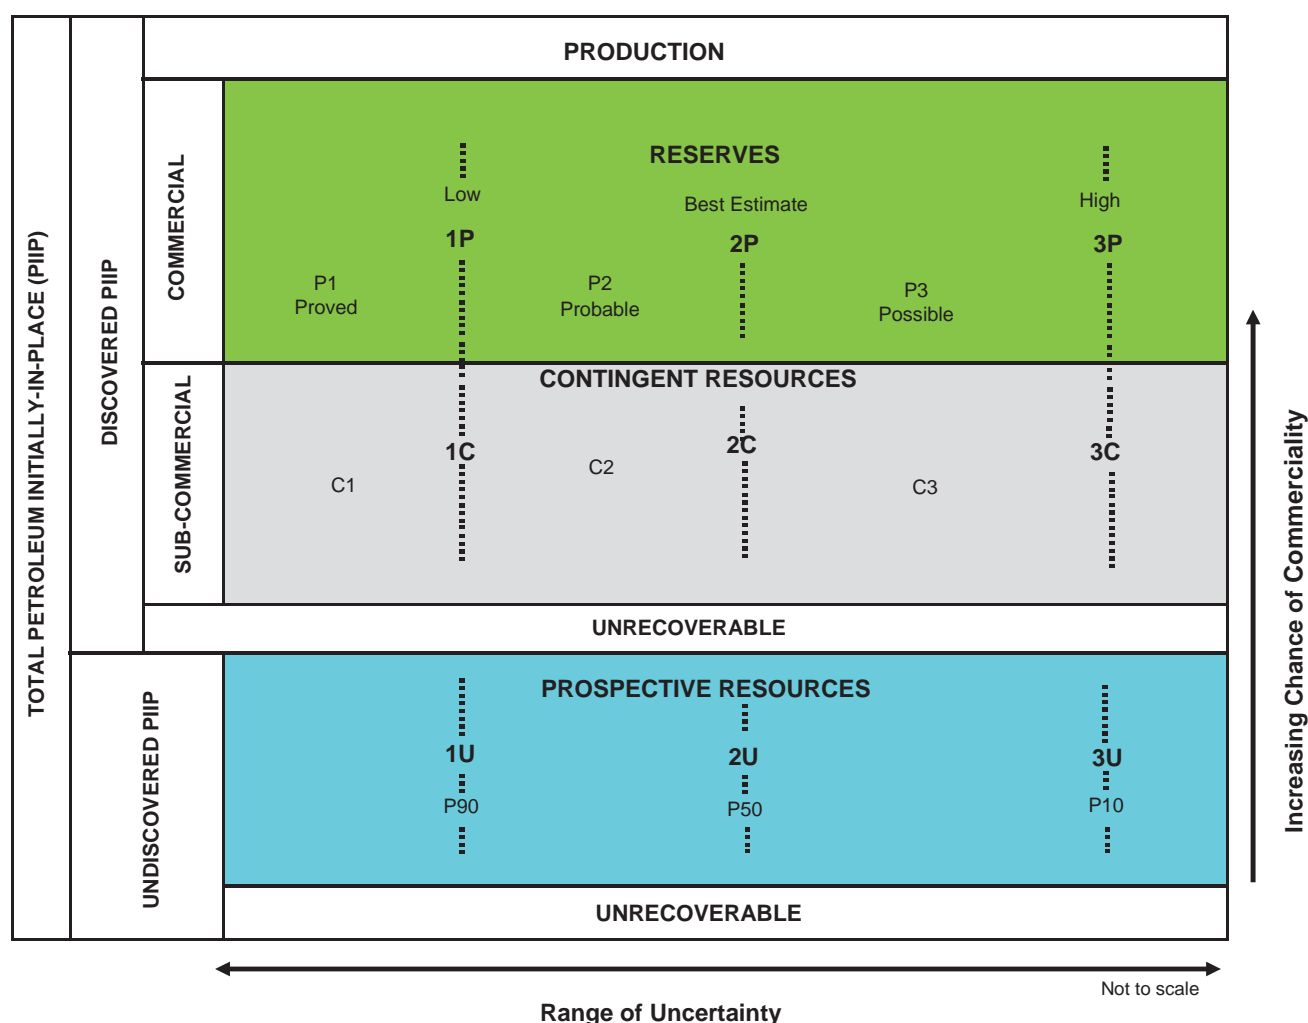 TOTAL PETROLEUM INITIALLY-IN-PLACE (PIIP)
DISCOVERED PIIP
PRODUCTION
COMMERCIAL
RESERVES
Low
Best Estimate
High
1P
2P
3P
P1
Proved
P2
Probable
P3
Possible
SUB-COMMERCIAL
CONTINGENT RESOURCES
1C
2C
3C
C1
C2
C3
UNRECOVERABLE
UNDISCOVERED PIIP
PROSPECTIVE RESOURCES
1U
2U
3U
P90
P50
P10
UNRECOVERABLE
Increasing Chance of Commerciality
Not to scale
Range of Uncertainty